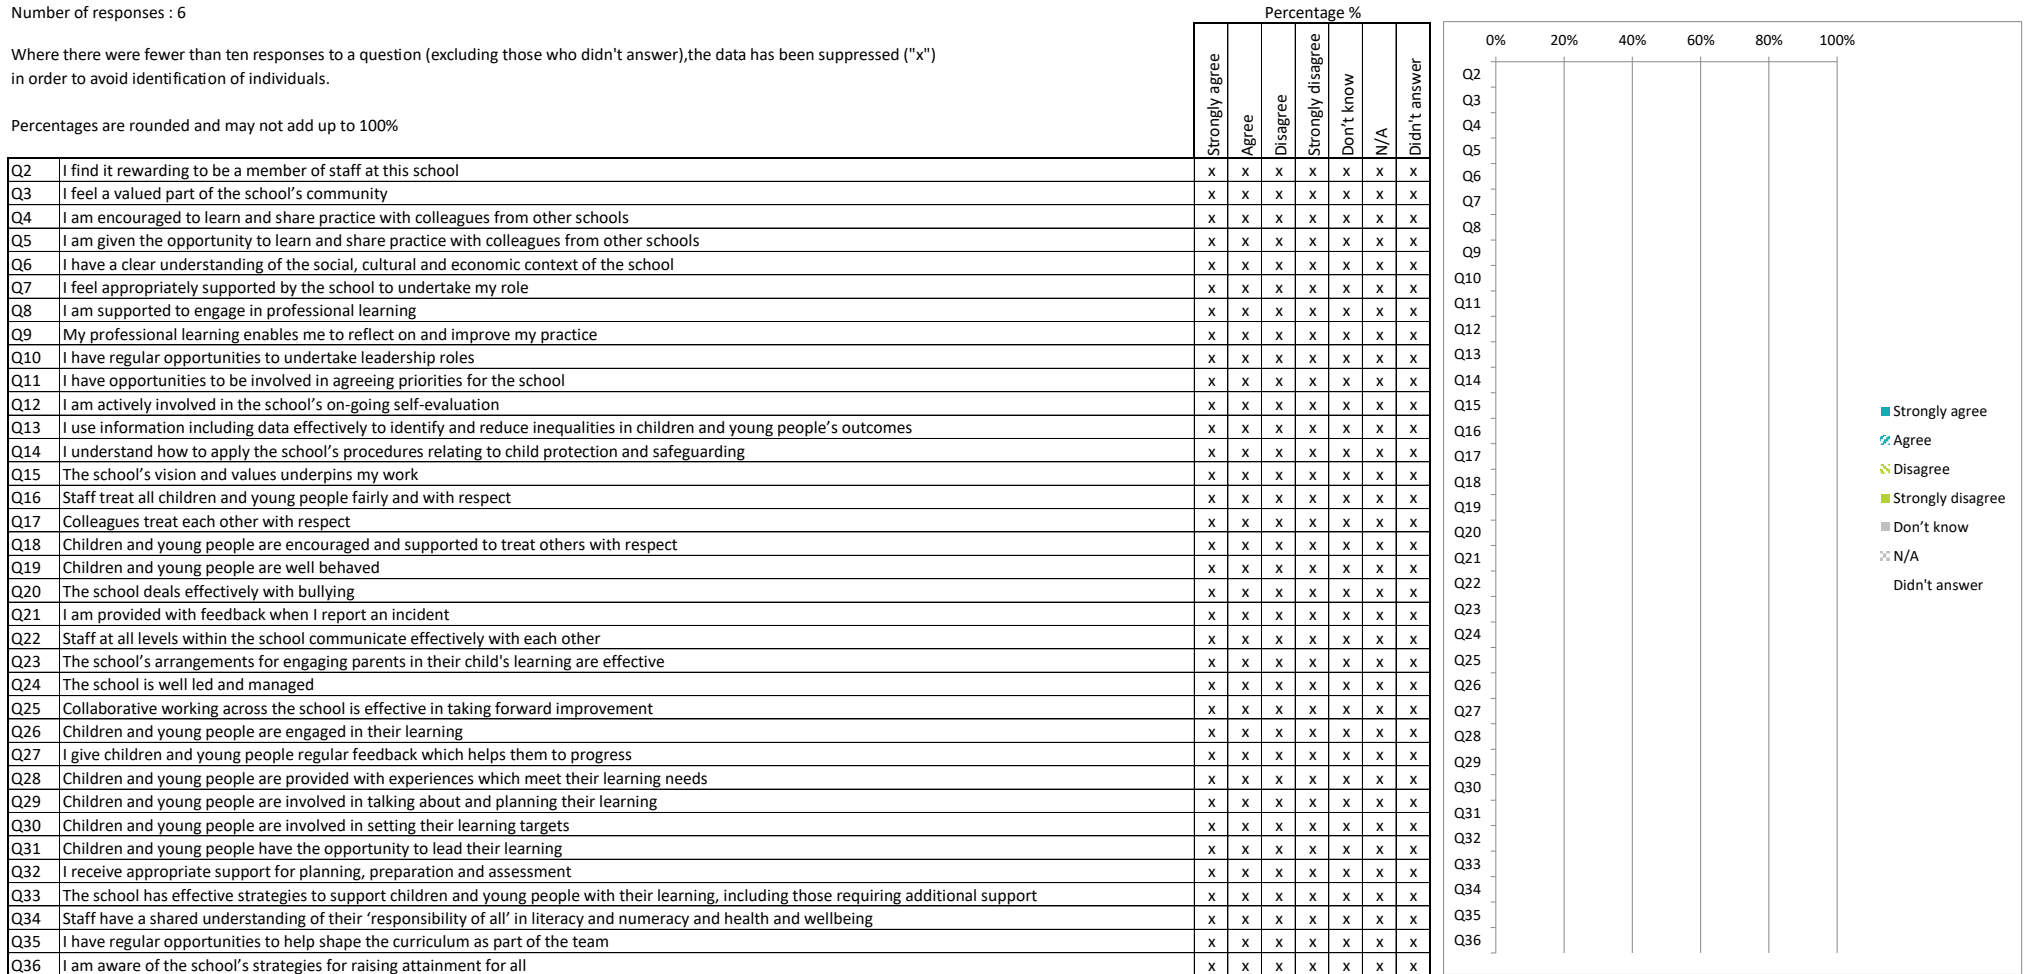 Number of responses : 6
Percentage %
Where there were fewer than ten responses to a question (excluding those who didn't answer),the data has been suppressed ("x")
in order to avoid identification of individuals.
Percentages are rounded and may not add up to 100%
Strongly agree
Agree
Disagree
Strongly disagree
Don't know
N/A
Didn't answer
Q2 I find it rewarding to be a member of staff at this school x x x x x x x
Q3 I feel a valued part of the school’s community x x x x x x x
Q4 I am encouraged to learn and share practice with colleagues from other schools x x x x x x x
Q5 I am given the opportunity to learn and share practice with colleagues from other schools x x x x x x x
Q6 I have a clear understanding of the social, cultural and economic context of the school x x x x x x x
Q7 I feel appropriately supported by the school to undertake my role x x x x x x x
Q8 I am supported to engage in professional learning x x x x x x x
Q9 My professional learning enables me to reflect on and improve my practice x x x x x x x
Q10 I have regular opportunities to undertake leadership roles x x x x x x x
Q11 I have opportunities to be involved in agreeing priorities for the school x x x x x x x
Q12 I am actively involved in the school’s on-going self-evaluation x x x x x x x
Q13 I use information including data effectively to identify and reduce inequalities in children and young people’s outcomes x x x x x x x
Q14 I understand how to apply the school’s procedures relating to child protection and safeguarding x x x x x x x
Q15 The school’s vision and values underpins my work x x x x x x x
Q16 Staff treat all children and young people fairly and with respect x x x x x x x
Q17 Colleagues treat each other with respect x x x x x x x
Q18 Children and young people are encouraged and supported to treat others with respect x x x x x x x
Q19 Children and young people are well behaved x x x x x x x
Q20 The school deals effectively with bullying x x x x x x x
Q21 I am provided with feedback when I report an incident x x x x x x x
Q22 Staff at all levels within the school communicate effectively with each other x x x x x x x
Q23 The school’s arrangements for engaging parents in their child's learning are effective x x x x x x x
Q24 The school is well led and managed x x x x x x x
Q25 Collaborative working across the school is effective in taking forward improvement x x x x x x x
Q26 Children and young people are engaged in their learning x x x x x x x
Q27 I give children and young people regular feedback which helps them to progress x x x x x x x
Q28 Children and young people are provided with experiences which meet their learning needs x x x x x x x
Q29 Children and young people are involved in talking about and planning their learning x x x x x x x
Q30 Children and young people are involved in setting their learning targets x x x x x x x
Q31 Children and young people have the opportunity to lead their learning x x x x x x x
Q32 I receive appropriate support for planning, preparation and assessment x x x x x x x
Q33 The school has effective strategies to support children and young people with their learning, including those requiring additional support x x x x x x x
Q34 Staff have a shared understanding of their ‘responsibility of all’ in literacy and numeracy and health and wellbeing x x x x x x x
Q35 I have regular opportunities to help shape the curriculum as part of the team x x x x x x x
Q36 I am aware of the school’s strategies for raising attainment for all x x x x x x x
0% 20% 40% 60% 80% 100%
Q2
Q3
Q4
Q5
Q6
Q7
Q8
Q9
Q10
Q11
Q12
Q13
Q14
Q15
Q16
Q17
Q18
Q19
Q20
Q21
Q22
Q23
Q24
Q25
Q26
Q27
Q28
Q29
Q30
Q31
Q32
Q33
Q34
Q35
Q36
Strongly agree
Agree
Disagree
Strongly disagree
Don’t know
N/A
Didn't answer